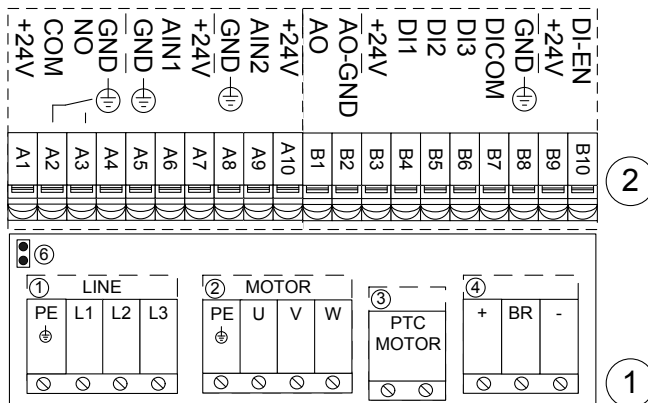 +24V COM NO GND GND AIN1 +24V GND AIN2 +24V AO AO-GND +24V DI1 DI2 DI3 DICOM GND +24V DI-EN
A1 A2 A3 A4 A5 A6 A7 A8 A9 A10 B1 B2 B3 B4 B5 B6 B7 B8 B9 B10
2
6
1 LINE 2 MOTOR 3 4
PE L1 L2 L3 PE U V W PTC MOTOR + BR -
1